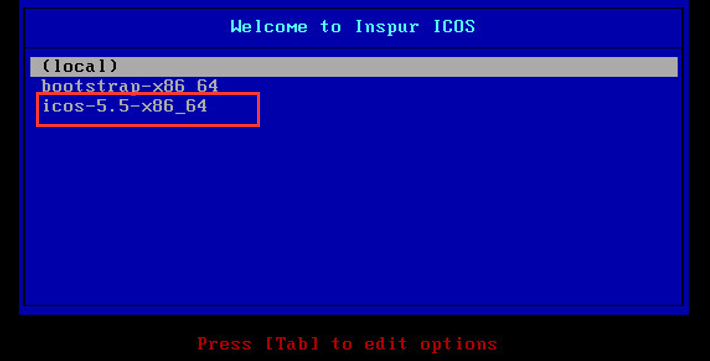 Welcome to Inspur ICOS
(local)
bootstrap-x86_64
icos-5.5-x86_64
Press [Tab] to edit options